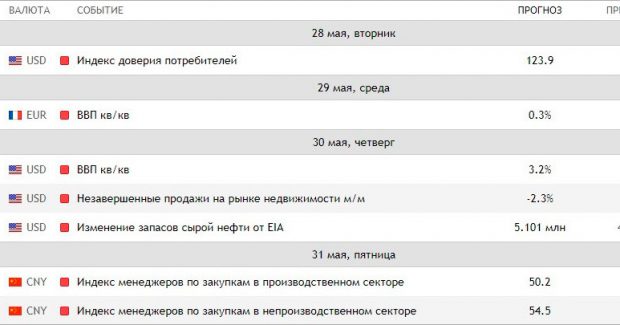 ВАЛЮТА СОБЫТИЕ ПРОГНОЗ
28 мая, вторник
USD Индекс доверия потребителей 123.9
29 мая, среда
EUR ВВП кв/кв 0.3%
30 мая, четверг
USD ВВП кв/кв 3.2%
USD Незавершенные продажи на рынке недвижимости м/м -2.3%
USD Изменение запасов сырой нефти от EIA 5.101 млн
31 мая, пятница
CNY Индекс менеджеров по закупкам в производственном секторе 50.2
CNY Индекс менеджеров по закупкам в непроизводственном секторе 54.5